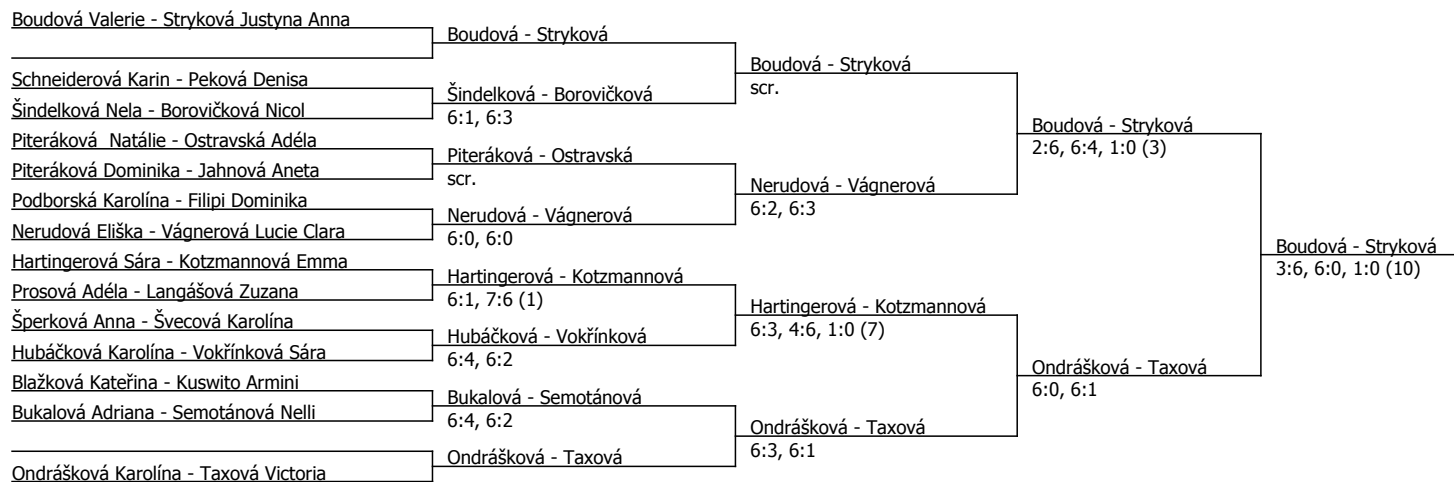 Boudová Valerie - Stryková Justyna Anna
Schneiderová Karin - Peková Denisa
Šindelková Nela - Borovičková Nicol
Piteráková  Natálie - Ostravská Adéla
Piteráková Dominika - Jahnová Aneta
Podborská Karolína - Filipi Dominika
Nerudová Eliška - Vágnerová Lucie Clara
Hartingerová Sára - Kotzmannová Emma
Prosová Adéla - Langášová Zuzana
Šperková Anna - Švecová Karolína
Hubáčková Karolína - Vokřínková Sára
Blažková Kateřina - Kuswito Armini
Bukalová Adriana - Semotánová Nelli
Ondrášková Karolína - Taxová Victoria
Boudová - Stryková
Šindelková - Borovičková
6:1, 6:3
Piteráková - Ostravská
scr.
Nerudová - Vágnerová
6:0, 6:0
Hartingerová - Kotzmannová
6:1, 7:6 (1)
Hubáčková - Vokřínková
6:4, 6:2
Bukalová - Semotánová
6:4, 6:2
Ondrášková - Taxová
Boudová - Stryková
scr.
Nerudová - Vágnerová
6:2, 6:3
Hartingerová - Kotzmannová
6:3, 4:6, 1:0 (7)
Ondrášková - Taxová
6:3, 6:1
Boudová - Stryková
2:6, 6:4, 1:0 (3)
Ondrášková - Taxová
6:0, 6:1
Boudová - Stryková
3:6, 6:0, 1:0 (10)